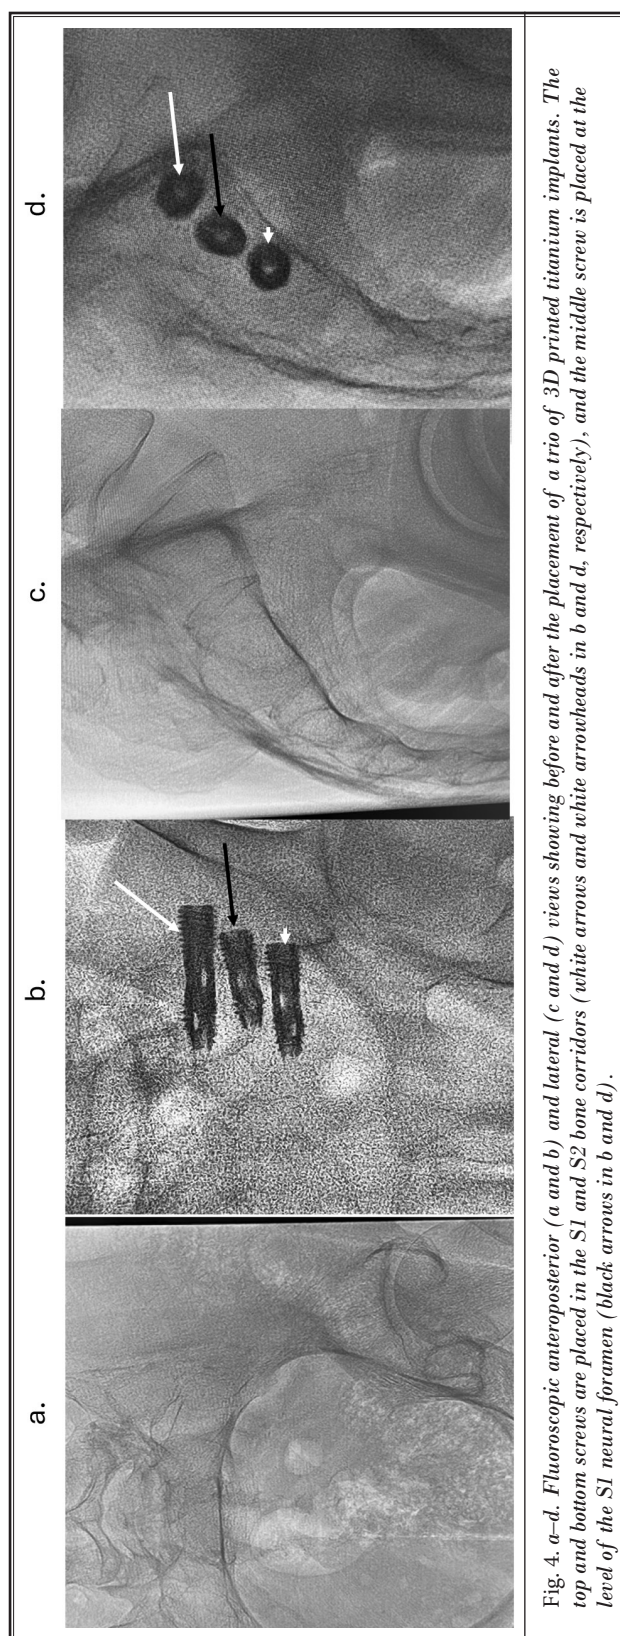 a.
b.
c.
d.
Fig. 4. a–d. Fluoroscopic anteroposterior (a and b) and lateral (c and d) views showing before and after the placement of a trio of 3D printed titanium implants. The
top and bottom screws are placed in the S1 and S2 bone corridors (white arrows and white arrowheads in b and d, respectively), and the middle screw is placed at the
level of the S1 neural foramen (black arrows in b and d).